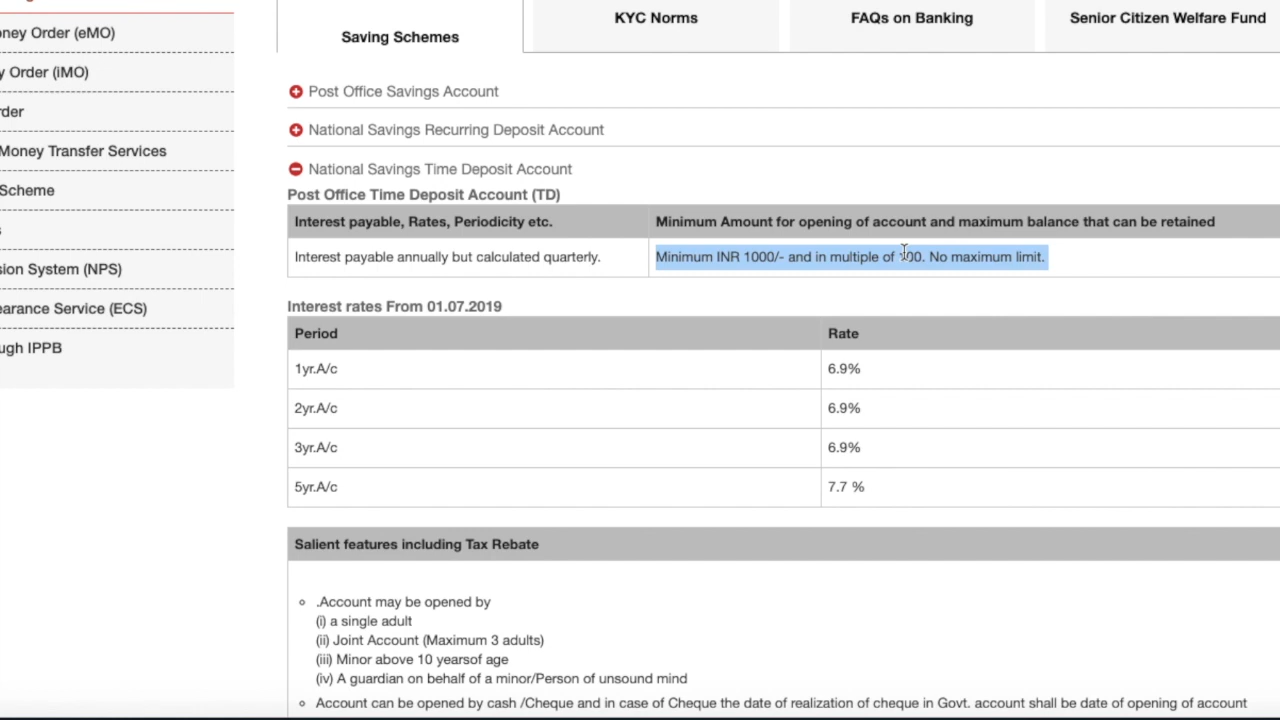 Saving Schemes
KYC Norms
FAQs on Banking
Senior Citizen Welfare Fund
Order (eMO)
Order (iMO)
Money Transfer Services
Scheme
System (NPS)
Service (ECS)
IPPB
Post Office Savings Account
National Savings Recurring Deposit Account
National Savings Time Deposit Account
Post Office Time Deposit Account (TD)
Interest payable, Rates, Periodicity etc.
Minimum Amount for opening of account and maximum balance that can be retained
Interest payable annually but calculated quarterly.
Minimum INR 1000/- and in multiple of 100. No maximum limit.
Interest rates From 01.07.2019
Period Rate
1yr.A/c 6.9%
2yr.A/c 6.9%
3yr.A/c 6.9%
5yr.A/c 7.7 %
Salient features including Tax Rebate
.Account may be opened by
(i) a single adult
(ii) Joint Account (Maximum 3 adults)
(iii) Minor above 10 yearsof age
(iv) A guardian on behalf of a minor/Person of unsound mind
Account can be opened by cash /Cheque and in case of Cheque the date of realization of cheque in Govt. account shall be date of opening of account